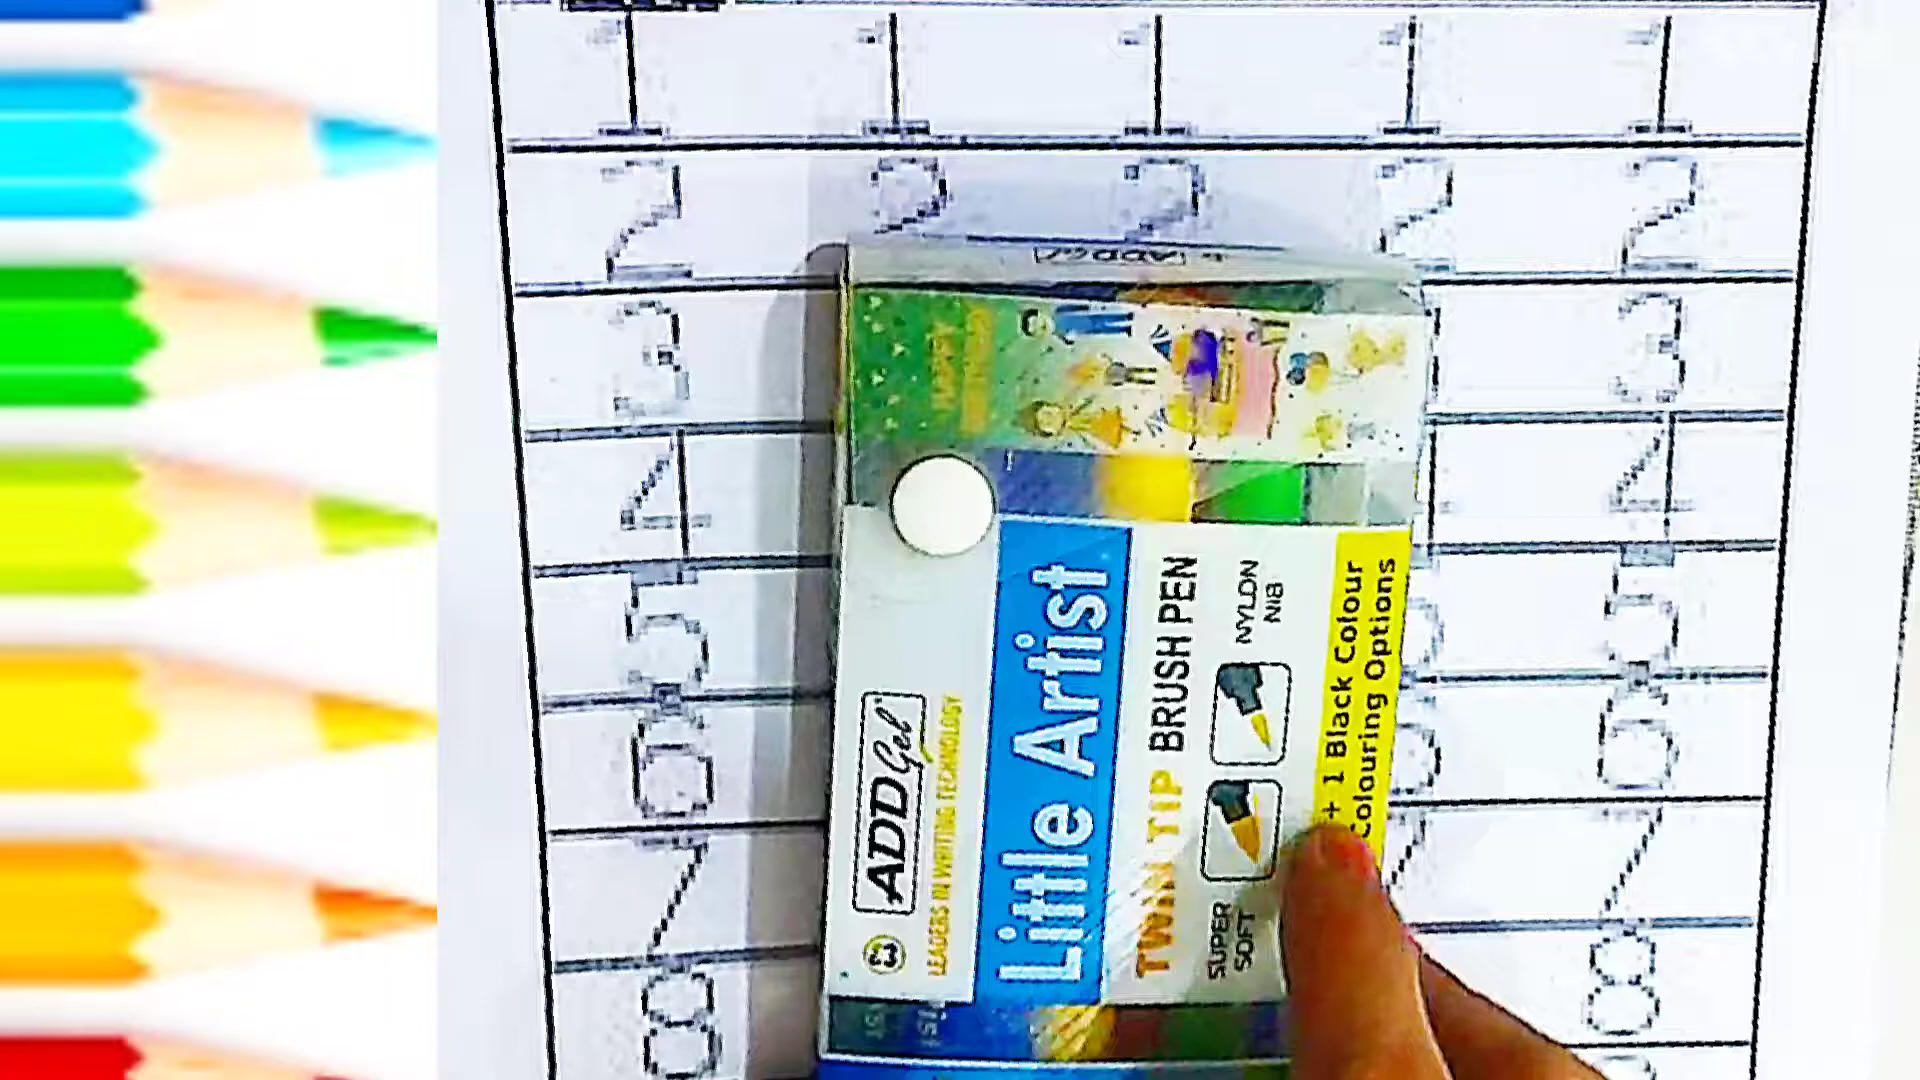 1 1 1 1 1
2 2 2 2 2
3 3
4 4
5 5
6 6
7 7
8 8
ADD Gel
LEADERS IN WRITING TECHNOLOGY
Little Artist
TWIN TIP BRUSH PEN
SUPER SOFT
NYLON NIB
+ 1 Black Colour
Colouring Options